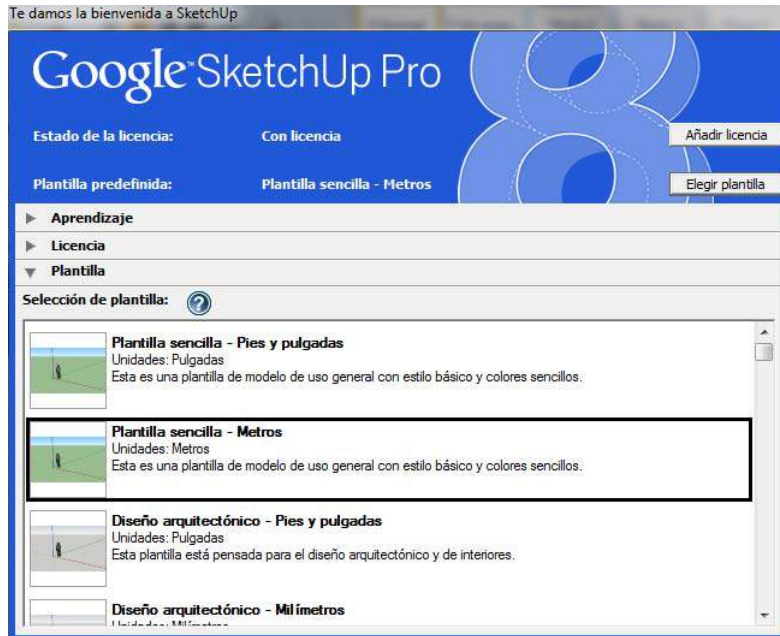 Te damos la bienvenida a SketchUp
Google™ SketchUp Pro
8
Estado de la licencia: Con licencia Añadir licencia
Plantilla predefinida: Plantilla sencilla - Metros Elegir plantilla
Aprendizaje
Licencia
Plantilla
Selección de plantilla: ?
Plantilla sencilla - Pies y pulgadas
Unidades: Pulgadas
Esta es una plantilla de modelo de uso general con estilo básico y colores sencillos.
Plantilla sencilla - Metros
Unidades: Metros
Esta es una plantilla de modelo de uso general con estilo básico y colores sencillos.
Diseño arquitectónico - Pies y pulgadas
Unidades: Pulgadas
Esta plantilla está pensada para el diseño arquitectónico y de interiores.
Diseño arquitectónico - Milímetros
Unidades: Milímetros